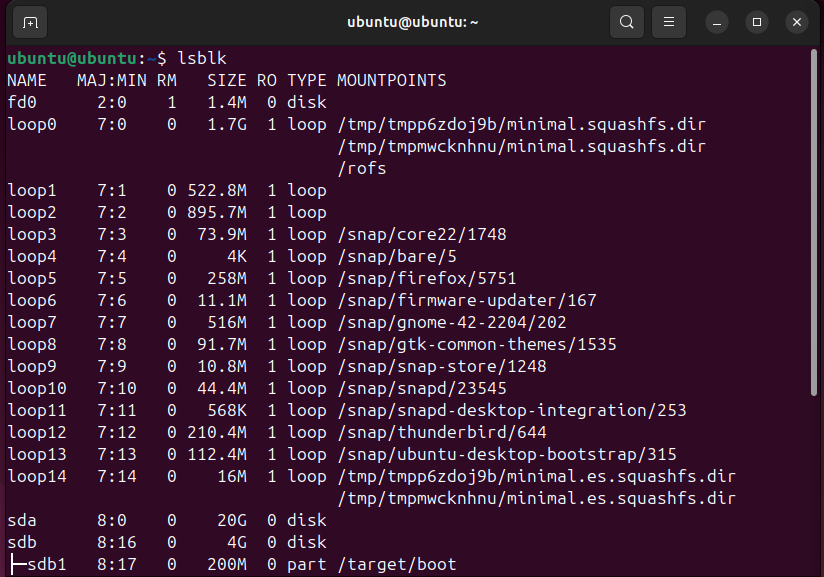 ubuntu@ubuntu: ~
ubuntu@ubuntu:~$ lsblk
NAME   MAJ:MIN RM   SIZE RO TYPE MOUNTPOINTS
fd0      2:0    1   1.4M  0 disk
loop0    7:0    0   1.7G  1 loop /tmp/tmpp6zdoj9b/minimal.squashfs.dir
                                 /tmp/tmpmwcknhnu/minimal.squashfs.dir
                                 /rofs
loop1    7:1    0 522.8M  1 loop
loop2    7:2    0 895.7M  1 loop
loop3    7:3    0  73.9M  1 loop /snap/core22/1748
loop4    7:4    0     4K  1 loop /snap/bare/5
loop5    7:5    0   258M  1 loop /snap/firefox/5751
loop6    7:6    0  11.1M  1 loop /snap/firmware-updater/167
loop7    7:7    0   516M  1 loop /snap/gnome-42-2204/202
loop8    7:8    0  91.7M  1 loop /snap/gtk-common-themes/1535
loop9    7:9    0  10.8M  1 loop /snap/snap-store/1248
loop10   7:10   0  44.4M  1 loop /snap/snapd/23545
loop11   7:11   0   568K  1 loop /snap/snapd-desktop-integration/253
loop12   7:12   0 210.4M  1 loop /snap/thunderbird/644
loop13   7:13   0 112.4M  1 loop /snap/ubuntu-desktop-bootstrap/315
loop14   7:14   0    16M  1 loop /tmp/tmpp6zdoj9b/minimal.es.squashfs.dir
                                 /tmp/tmpmwcknhnu/minimal.es.squashfs.dir
sda      8:0    0    20G  0 disk
sdb      8:16   0     4G  0 disk
├─sdb1   8:17   0   200M  0 part /target/boot